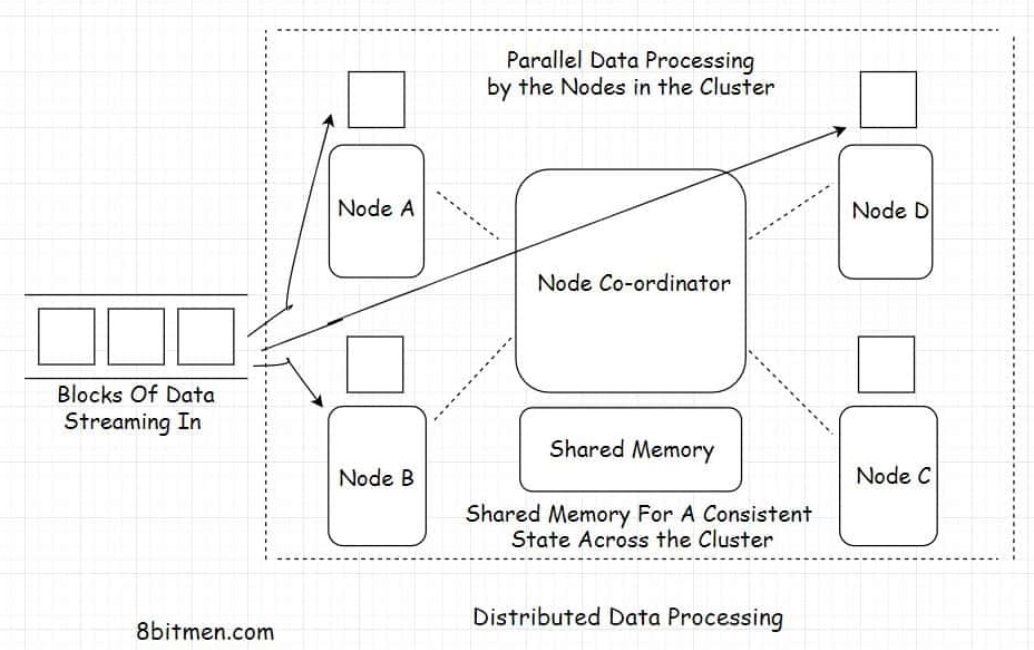 Parallel Data Processing
by the Nodes in the Cluster
Node A
Node D
Node Co-ordinator
Blocks Of Data
Streaming In
Node B
Shared Memory
Node C
Shared Memory For A Consistent
State Across the Cluster
Distributed Data Processing
8bitmen.com